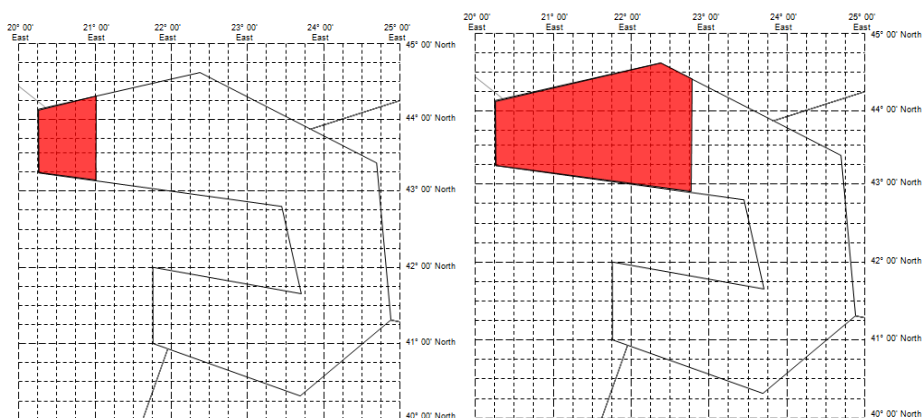 20° 00' 21° 00' 22° 00' 23° 00' 24° 00' 25° 00'
East East East East East East
45° 00' North
44° 00' North
43° 00' North
42° 00' North
41° 00' North
40° 00' North
20° 00' 21° 00' 22° 00' 23° 00' 24° 00' 25° 00'
East East East East East East
45° 00' North
44° 00' North
43° 00' North
42° 00' North
41° 00' North
40° 00' North